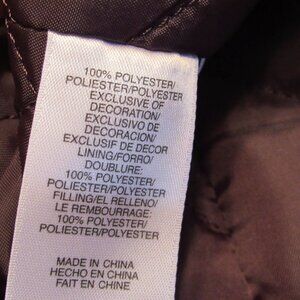 100% POLYESTER/
POLIESTER/POLYESTER
EXCLUSIVE OF
DECORATION/
EXCLUSIVO DE
DECORACION/
EXCLUSIF DE DECOR
LINING/FORRO/
DOUBLURE:
100% POLYESTER/
POLIESTER/POLYESTER
FILLING/EL RELLENO/
LE REMBOURRAGE:
100% POLYESTER/
POLIESTER/POLYESTER
MADE IN CHINA
HECHO EN CHINA
FAIT EN CHINE